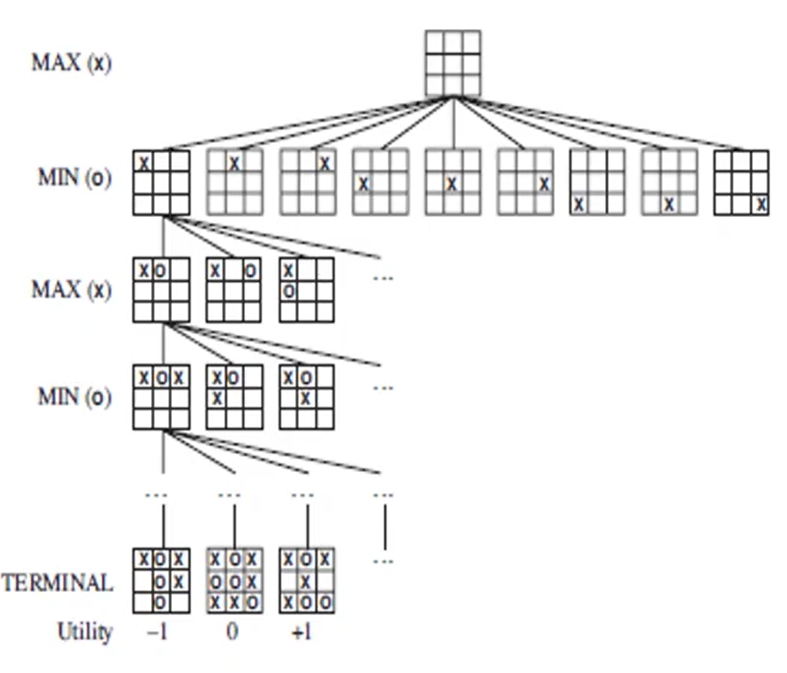 MAX (x)
MIN (o)
X X X X X X X X X
MAX (x)
X O X O X
O
...
MIN (o)
X O X X O X O
X X
...
... ... ... ...
TERMINAL
X O X X O X X O X
O X O O X X
O X X O X O O
...
Utility –1 0 +1